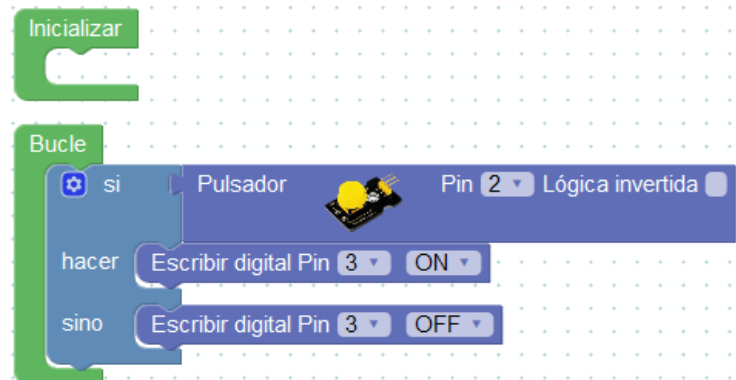 Inicializar
Bucle
si Pulsador Pin 2 Lógica invertida
hacer Escribir digital Pin 3 ON
sino Escribir digital Pin 3 OFF